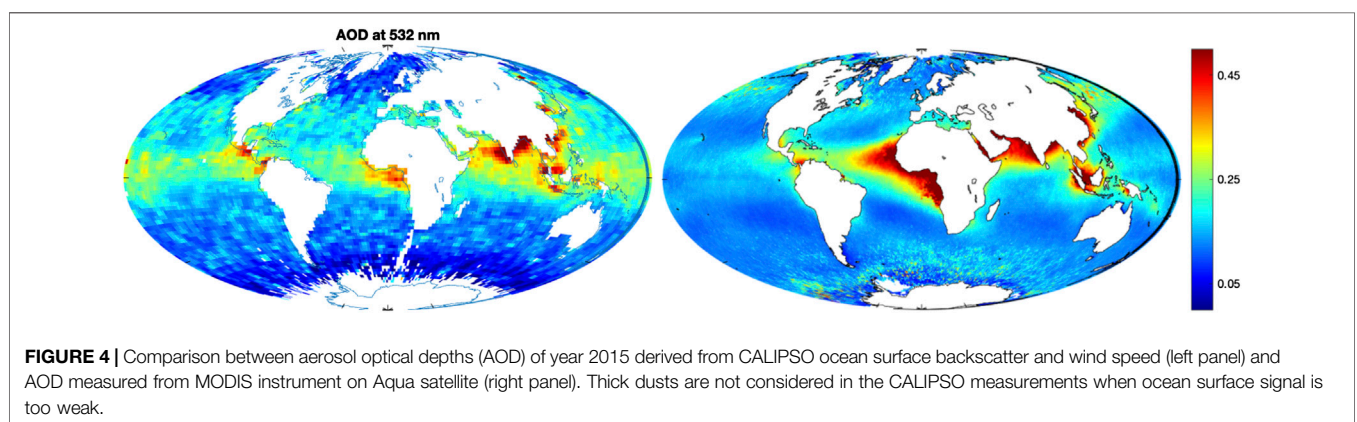 AOD at 532 nm
0.45
0.25
0.05
FIGURE 4 | Comparison between aerosol optical depths (AOD) of year 2015 derived from CALIPSO ocean surface backscatter and wind speed (left panel) and
AOD measured from MODIS instrument on Aqua satellite (right panel). Thick dusts are not considered in the CALIPSO measurements when ocean surface signal is
too weak.